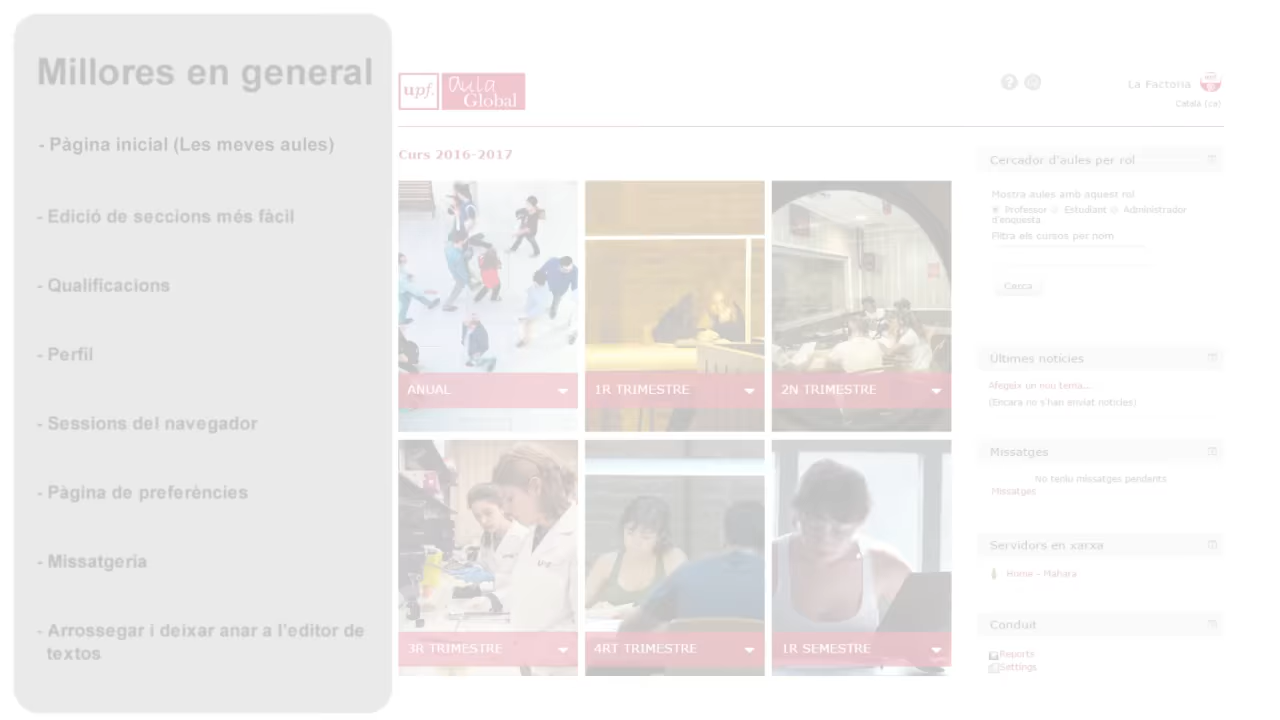 Millores en general
- Pàgina inicial (Les meves aules)
- Edició de seccions més fàcil
- Qualificacions
- Perfil
- Sessions del navegador
- Pàgina de preferències
- Missatgeria
- Arrossegar i deixar anar a l'editor de
textos
upf. aula
Global
La Factoria
Català (ca)
Curs 2016-2017
ANUAL
1R TRIMESTRE
2N TRIMESTRE
3R TRIMESTRE
4RT TRIMESTRE
1R SEMESTRE
Cercador d'aules per rol
Mostra aules amb aquest rol
Professor Estudiant Administrador
d'enquesta
Filtra els cursos per nom
Cerca
Últimes notícies
Afegeix un nou tema...
(Encara no s'han enviat notícies)
Missatges
No teniu missatges pendents
Missatges
Servidors en xarxa
Home - Mahara
Conduit
Reports
Settings